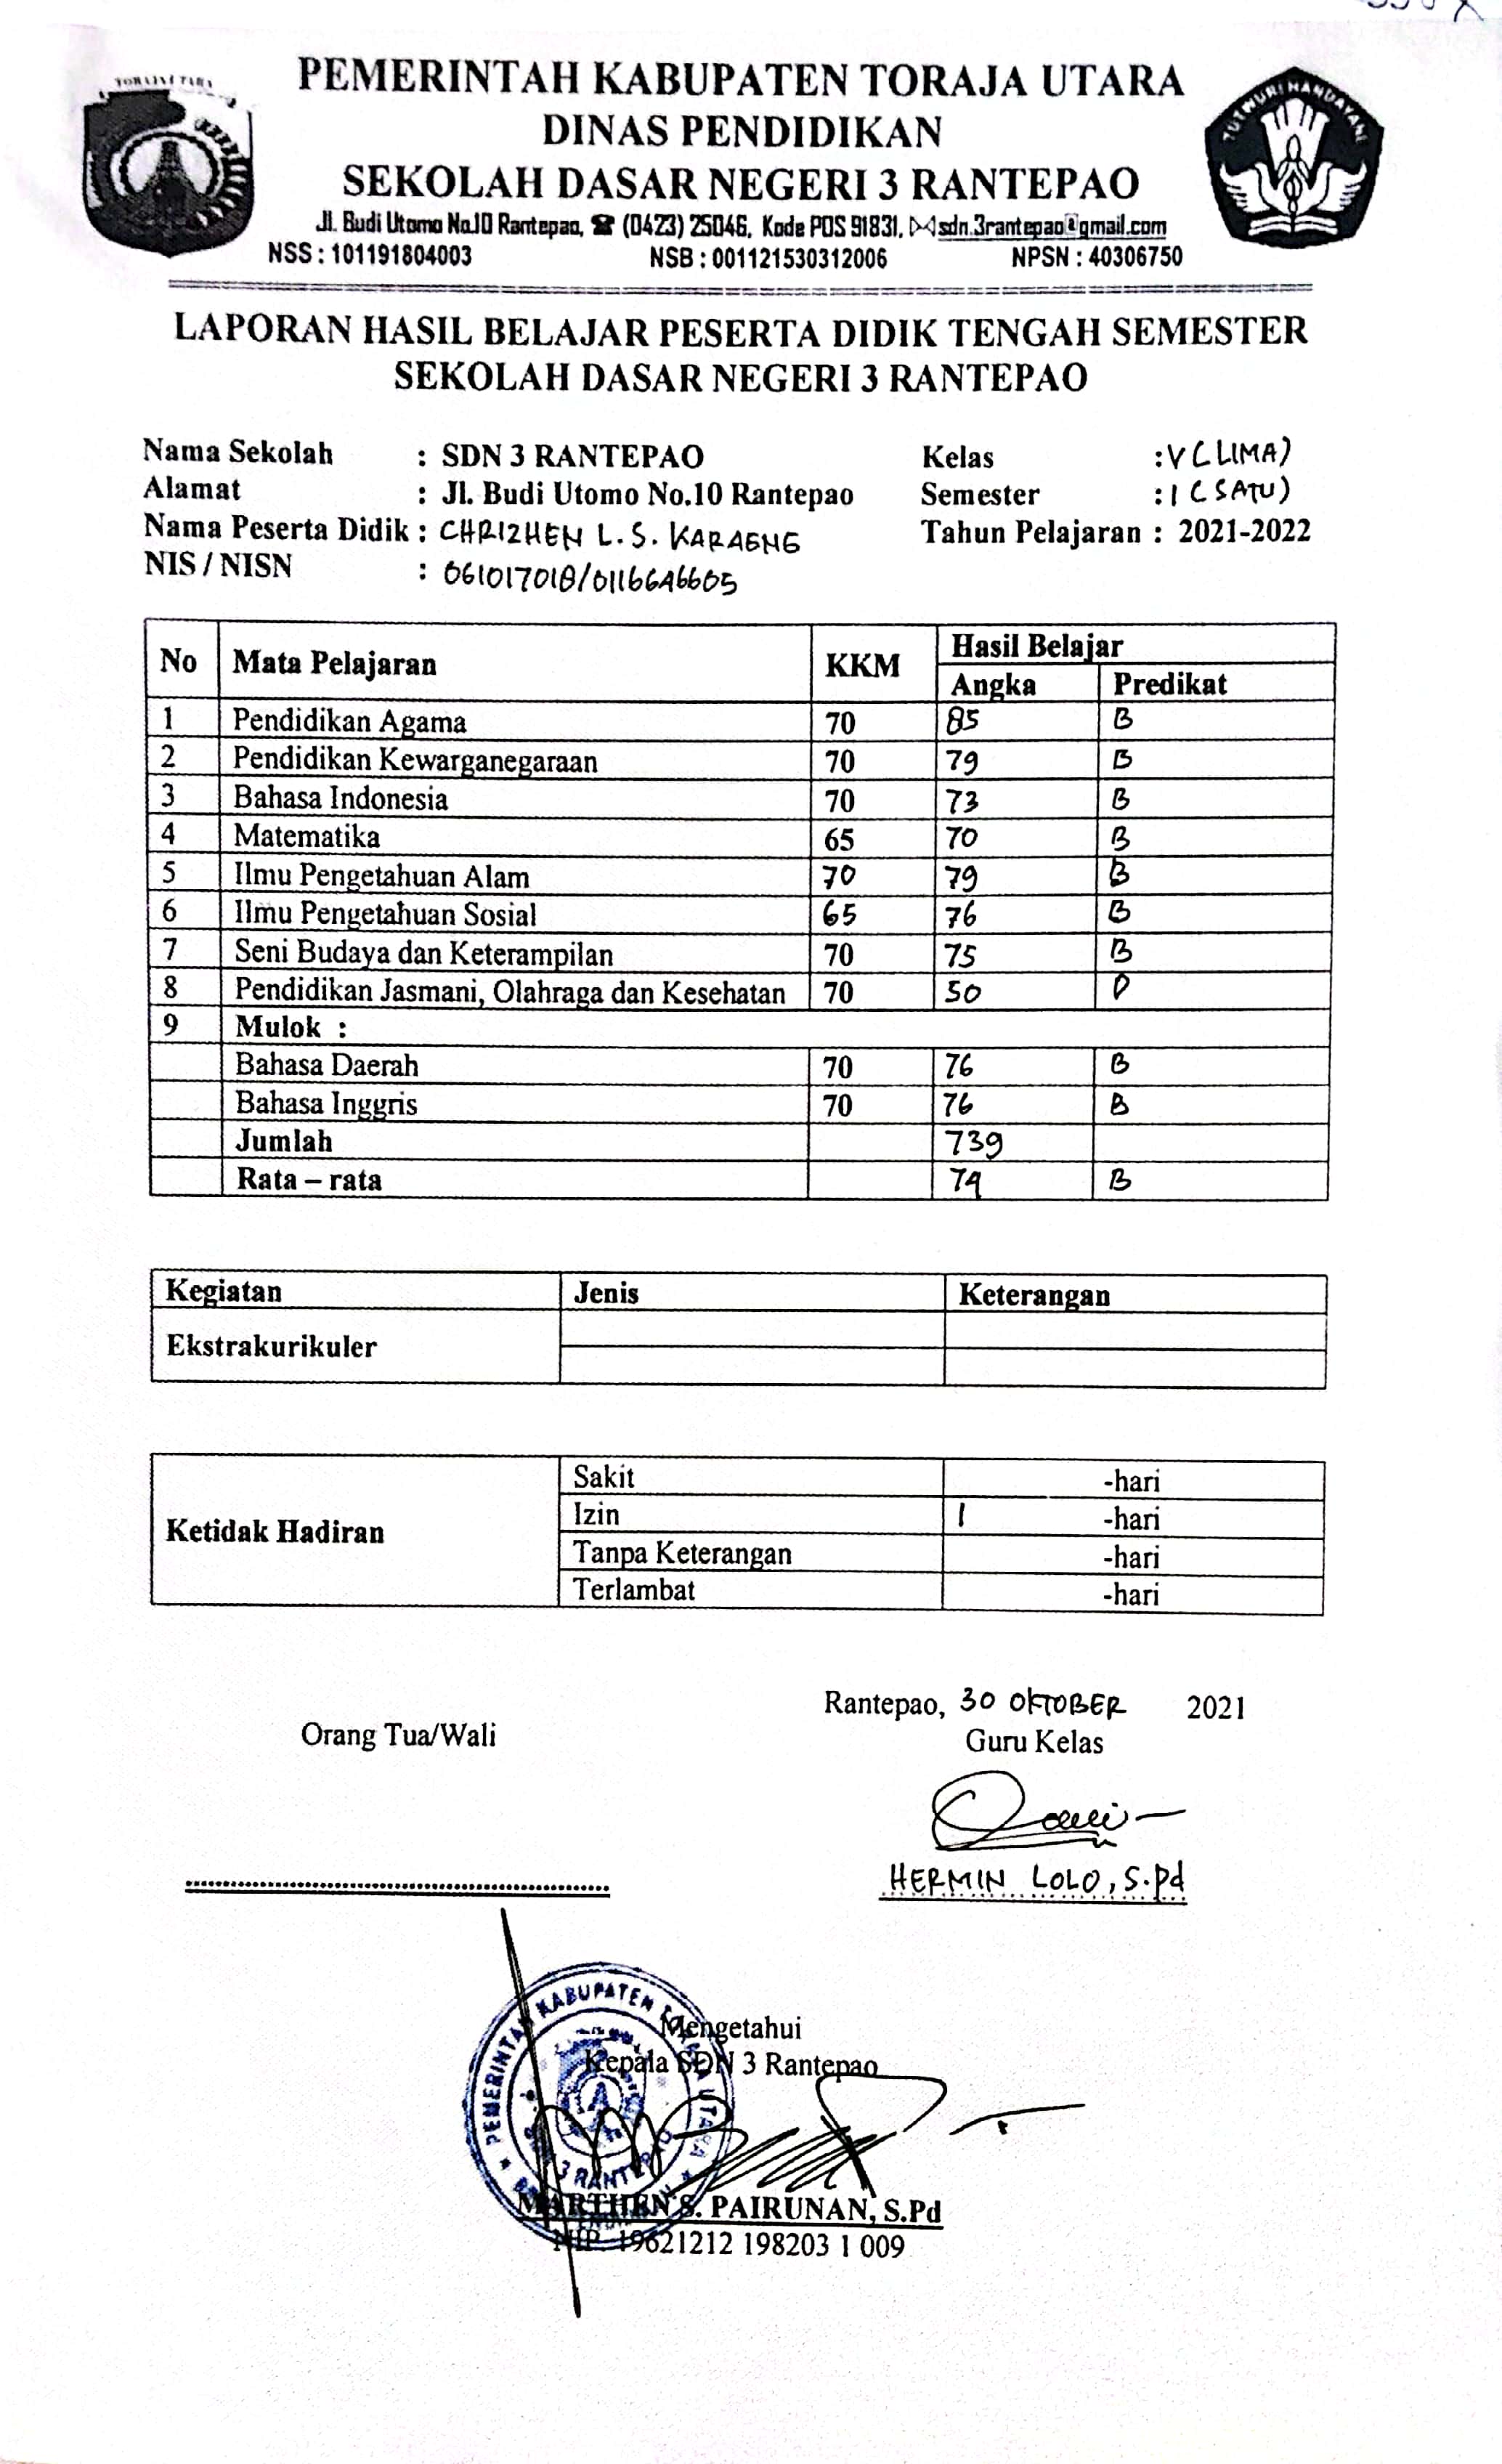 PEMERINTAH KABUPATEN TORAJA UTARA
DINAS PENDIDIKAN
SEKOLAH DASAR NEGERI 3 RANTEPAO
Jl. Budi Utomo No.10 Rantepao, ☎ (0423) 25046, Kode POS 91831, sdn.3rantepao@gmail.com
NSS : 101191804003 NSB : 001121530312006 NPSN : 40306750
TUT WURI HANDAYANI
LAPORAN HASIL BELAJAR PESERTA DIDIK TENGAH SEMESTER
SEKOLAH DASAR NEGERI 3 RANTEPAO
Nama Sekolah : SDN 3 RANTEPAO Kelas : V (LIMA)
Alamat : Jl. Budi Utomo No.10 Rantepao Semester : I (SATU)
Nama Peserta Didik : CHRIZHEN L. S. KARAENG Tahun Pelajaran : 2021-2022
NIS / NISN : 061017018/0116646605
No Mata Pelajaran KKM Hasil Belajar
Angka Predikat
1 Pendidikan Agama 70 85 B
2 Pendidikan Kewarganegaraan 70 79 B
3 Bahasa Indonesia 70 73 B
4 Matematika 65 70 B
5 Ilmu Pengetahuan Alam 70 79 B
6 Ilmu Pengetahuan Sosial 65 76 B
7 Seni Budaya dan Keterampilan 70 75 B
8 Pendidikan Jasmani, Olahraga dan Kesehatan 70 50 D
9 Mulok :
Bahasa Daerah 70 76 B
Bahasa Inggris 70 76 B
Jumlah 739
Rata – rata 74 B
Kegiatan Jenis Keterangan
Ekstrakurikuler
Ketidak Hadiran
Sakit -hari
Izin 1 -hari
Tanpa Keterangan -hari
Terlambat -hari
Rantepao, 30 OKTOBER 2021
Orang Tua/Wali Guru Kelas
HERMIN LOLO, S.Pd
Mengetahui
Kepala SDN 3 Rantepao
PEMERINTAH KABUPATEN TORAJA UTARA
3 RANTEPAO
MARTHEN S. PAIRUNAN, S.Pd
NIP. 19621212 198203 1 009